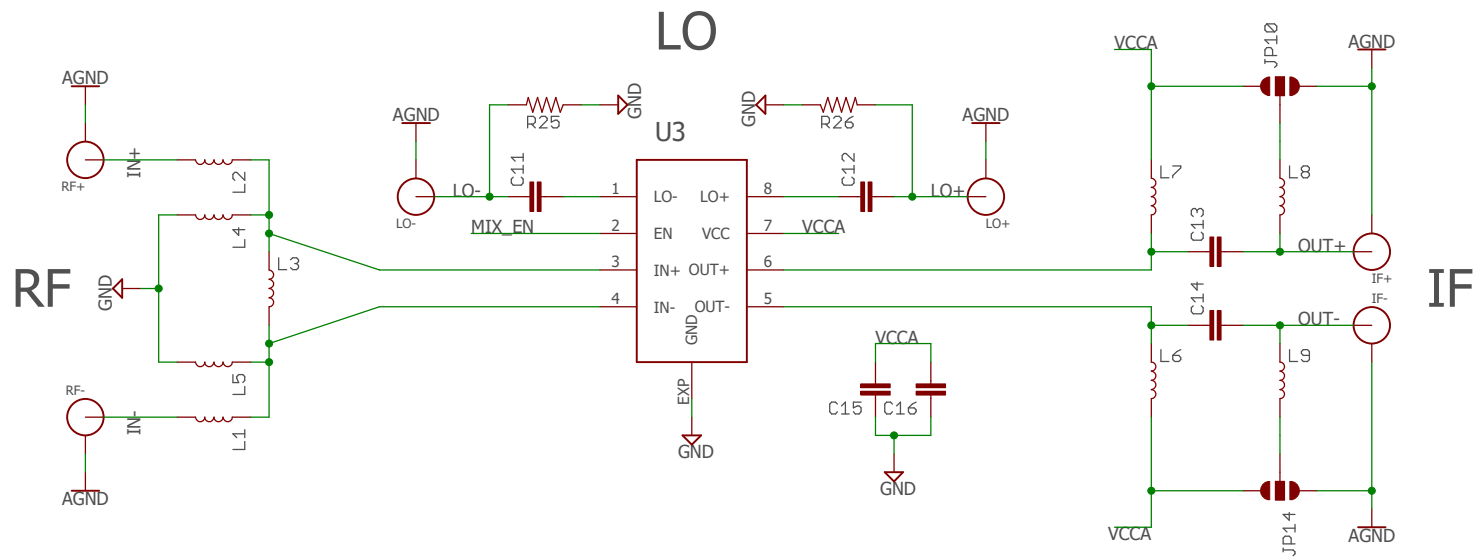 LO
RF
IF
AGND
RF+
IN+
L2
L4
L3
GND
L5
RF-
IN-
L1
AGND
AGND
LO-
LO-
R25
GND
C11
MIX_EN
U3
1
LO-
2
EN
3
IN+
4
IN-
LO+
8
VCC
7
OUT+
6
OUT-
5
GND
EXP
GND
GND
R26
C12
AGND
LO+
LO+
VCCA
VCCA
C15
C16
GND
VCCA
JP10
AGND
L7
L8
C13
OUT+
IF+
C14
IF-
OUT-
L6
L9
VCCA
JP14
AGND